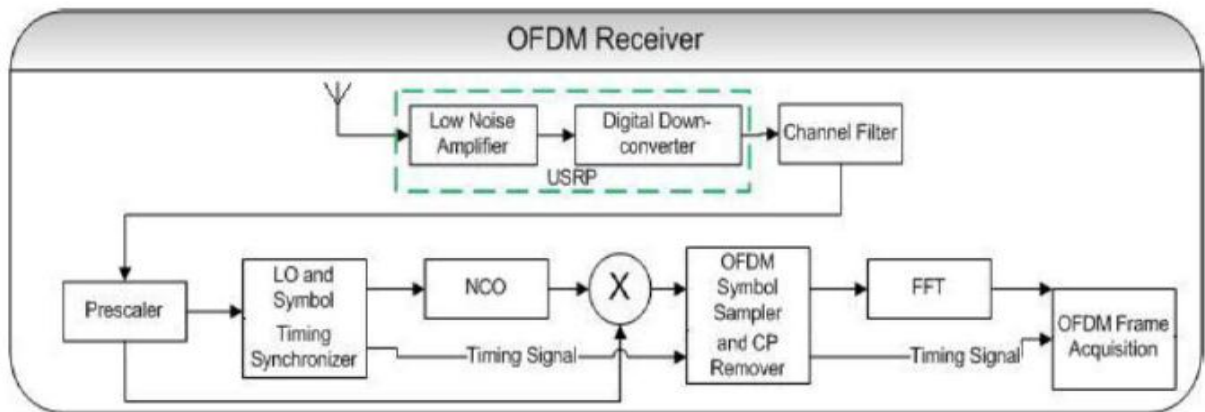 OFDM Receiver
Low Noise
Amplifier
Digital Down-
converter
USRP
Channel Filter
Prescaler
LO and
Symbol
Timing
Synchronizer
NCO
X
OFDM
Symbol
Sampler
and CP
Remover
FFT
OFDM Frame
Acquisition
Timing Signal
Timing Signal